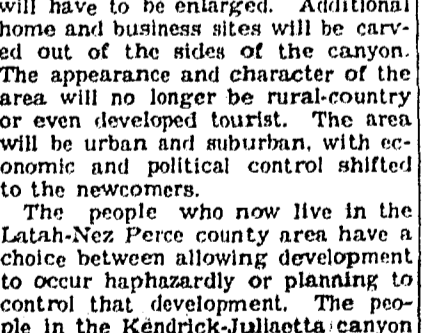 will have to be enlarged. Additional
home and business sites will be carv-
ed out of the sides of the canyon.
The appearance and character of the
area will no longer be rural-country
or even developed tourist. The area
will be urban and suburban, with ec-
onomic and political control shifted
to the newcomers.
The people who now live in the
Latah-Nez Perce county area have a
choice between allowing development
to occur haphazardly or planning to
control that development. The peo-
ple in the Kendrick-Juliaetta canyon